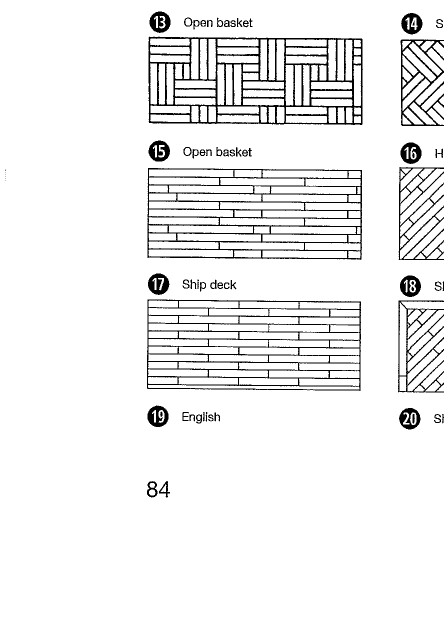 13 Open basket
14 S
15 Open basket
16 H
17 Ship deck
18 Sl
19 English
20 Sl
84